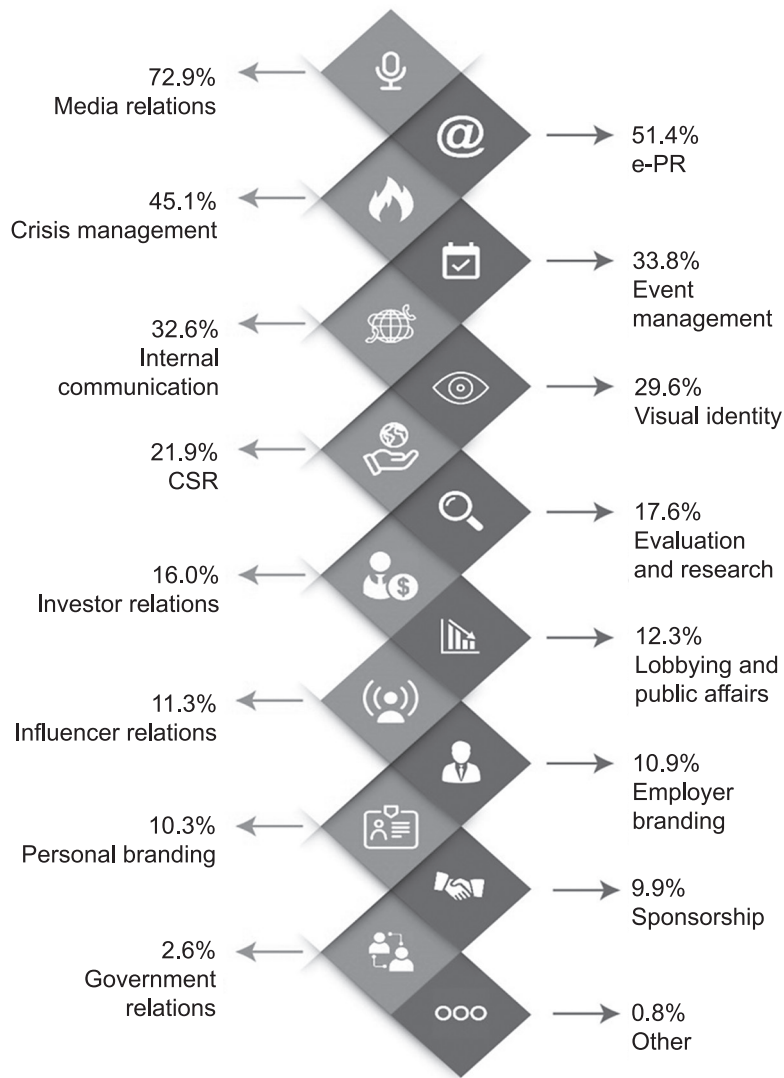 72.9%
Media relations
@
51.4%
e-PR
45.1%
Crisis management
33.8%
Event
management
32.6%
Internal
communication
29.6%
Visual identity
21.9%
CSR
17.6%
Evaluation
and research
16.0%
Investor relations
$
12.3%
Lobbying and
public affairs
11.3%
Influencer relations
10.9%
Employer
branding
10.3%
Personal branding
9.9%
Sponsorship
2.6%
Government
relations
0.8%
Other